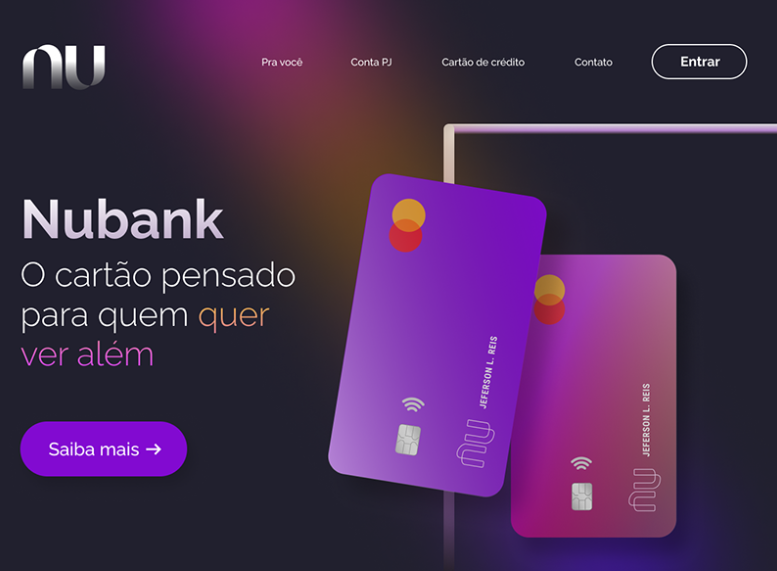 nu
Pra você
Conta PJ
Cartão de crédito
Contato
Entrar
Nubank
O cartão pensado
para quem quer
ver além
Saiba mais →
JEFERSON L. REIS
nu
JEFERSON L. REIS
nu